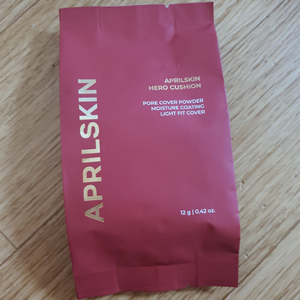 APRILSKIN
APRILSKIN
HERO CUSHION
PORE COVER POWDER
MOISTURE COATING
LIGHT FIT COVER
12 g | 0.42 oz.